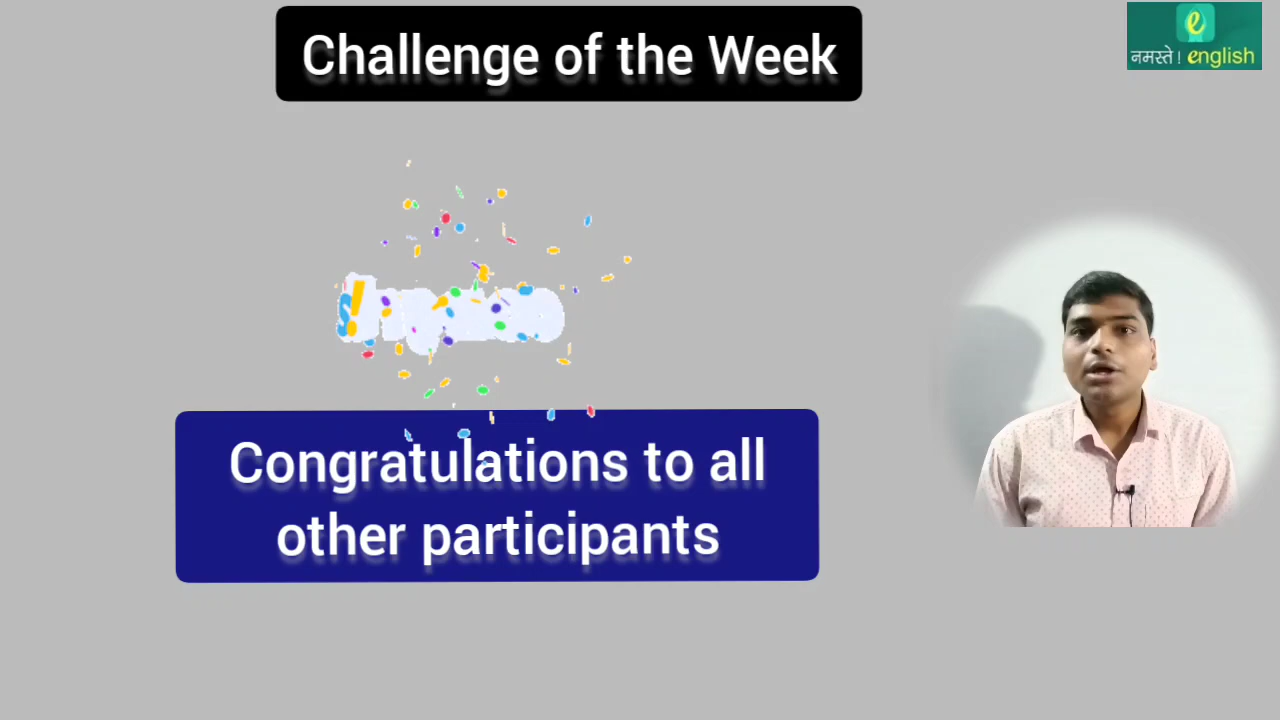 Challenge of the Week
e
नमस्ते ! english
Congratulations to all
other participants